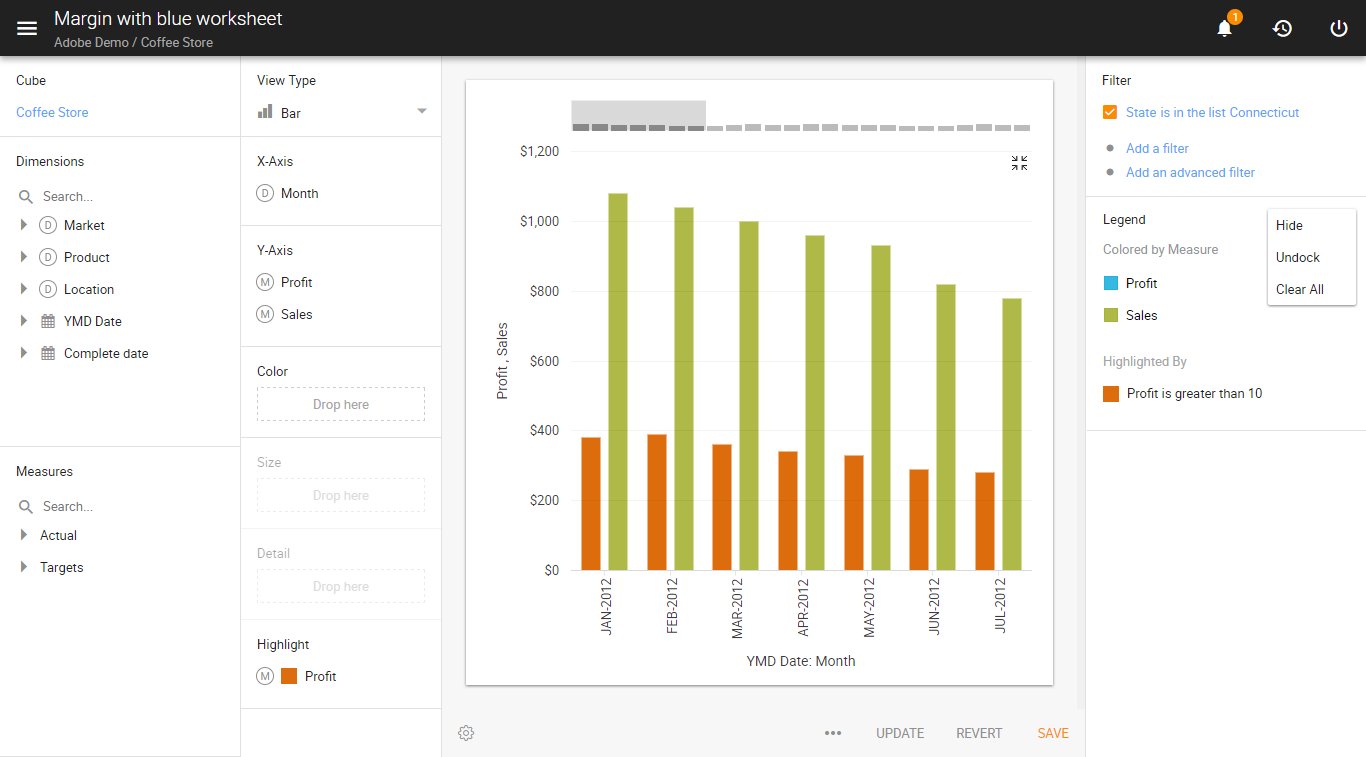 Margin with blue worksheet
Adobe Demo / Coffee Store
1
Cube
Coffee Store
Dimensions
Search...
D Market
D Product
D Location
YMD Date
Complete date
Measures
Search...
Actual
Targets
View Type
Bar
X-Axis
D Month
Y-Axis
M Profit
M Sales
Color
Drop here
Size
Drop here
Detail
Drop here
Highlight
M Profit
$1,200
$1,000
$800
$600
$400
$200
$0
Profit , Sales
JAN-2012
FEB-2012
MAR-2012
APR-2012
MAY-2012
JUN-2012
JUL-2012
YMD Date: Month
UPDATE
REVERT
SAVE
Filter
State is in the list Connecticut
Add a filter
Add an advanced filter
Legend
Colored by Measure
Profit
Sales
Highlighted By
Profit is greater than 10
Hide
Undock
Clear All